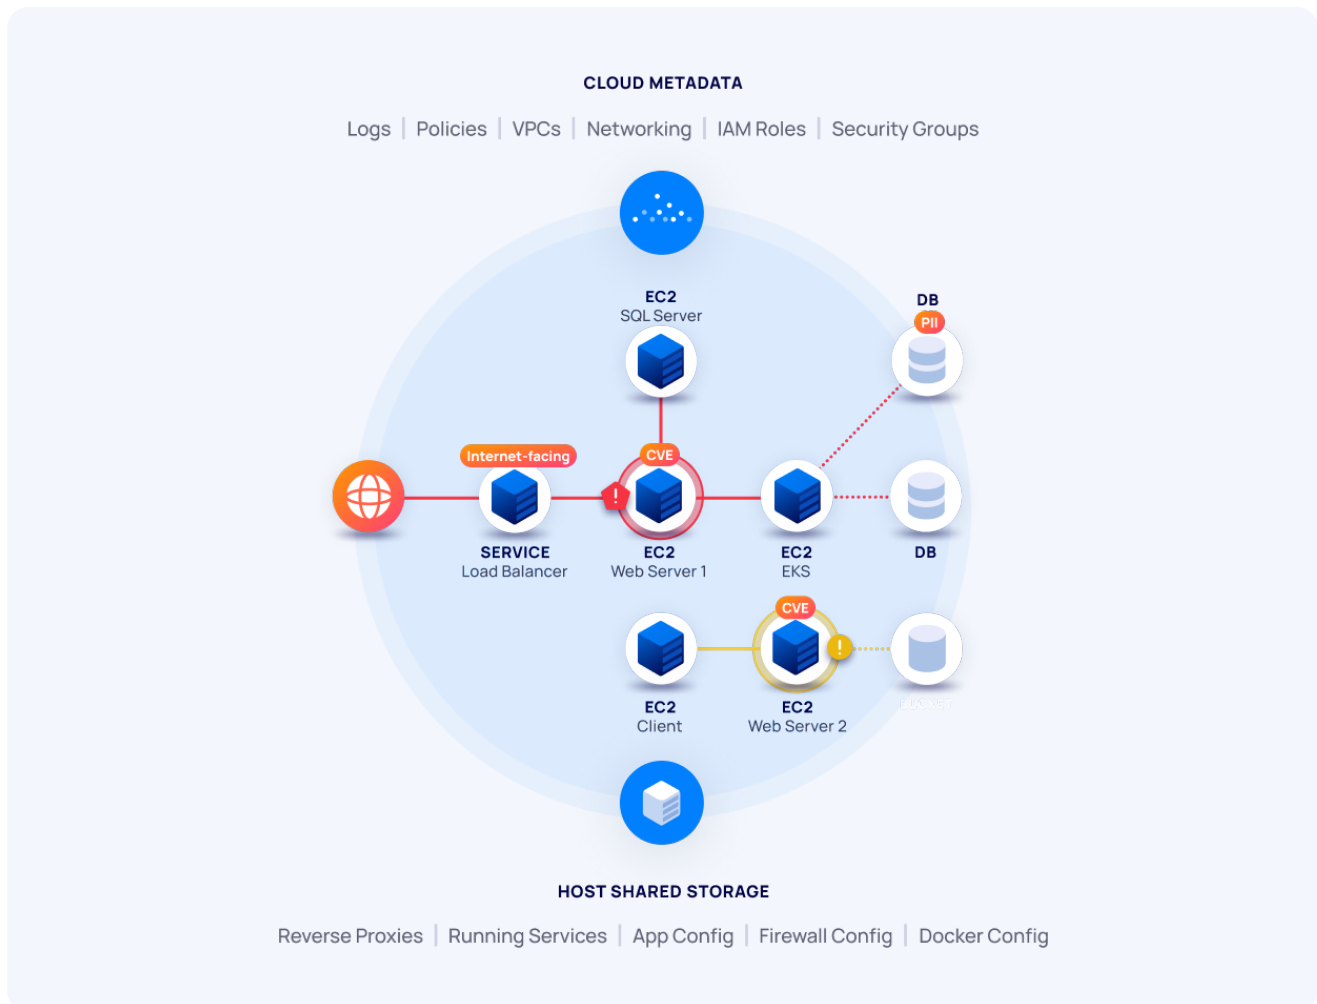 CLOUD METADATA
Logs | Policies | VPCs | Networking | IAM Roles | Security Groups
EC2
SQL Server
DB
PII
Internet-facing
CVE
SERVICE
Load Balancer
EC2
Web Server 1
EC2
EKS
DB
CVE
EC2
Client
EC2
Web Server 2
HOST SHARED STORAGE
Reverse Proxies | Running Services | App Config | Firewall Config | Docker Config